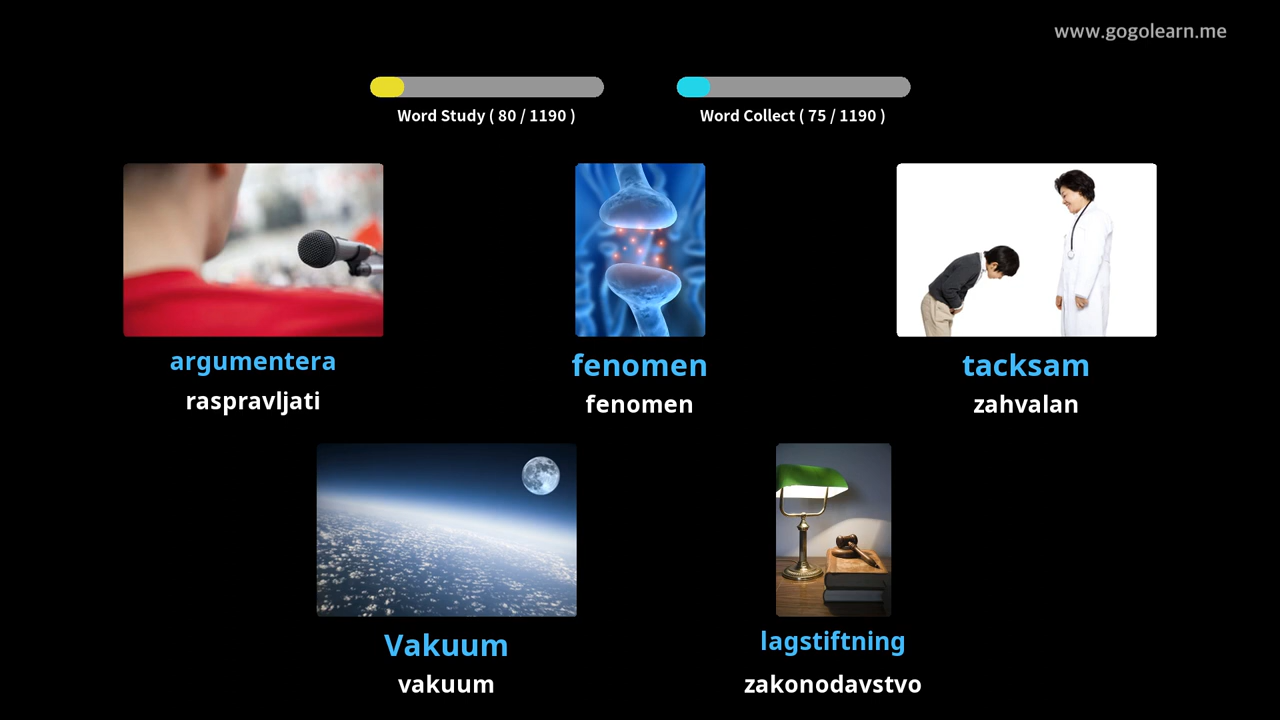 www.gogolearn.me
Word Study ( 80 / 1190 )
Word Collect ( 75 / 1190 )
argumentera
raspravljati
fenomen
fenomen
tacksam
zahvalan
Vakuum
vakuum
lagstiftning
zakonodavstvo